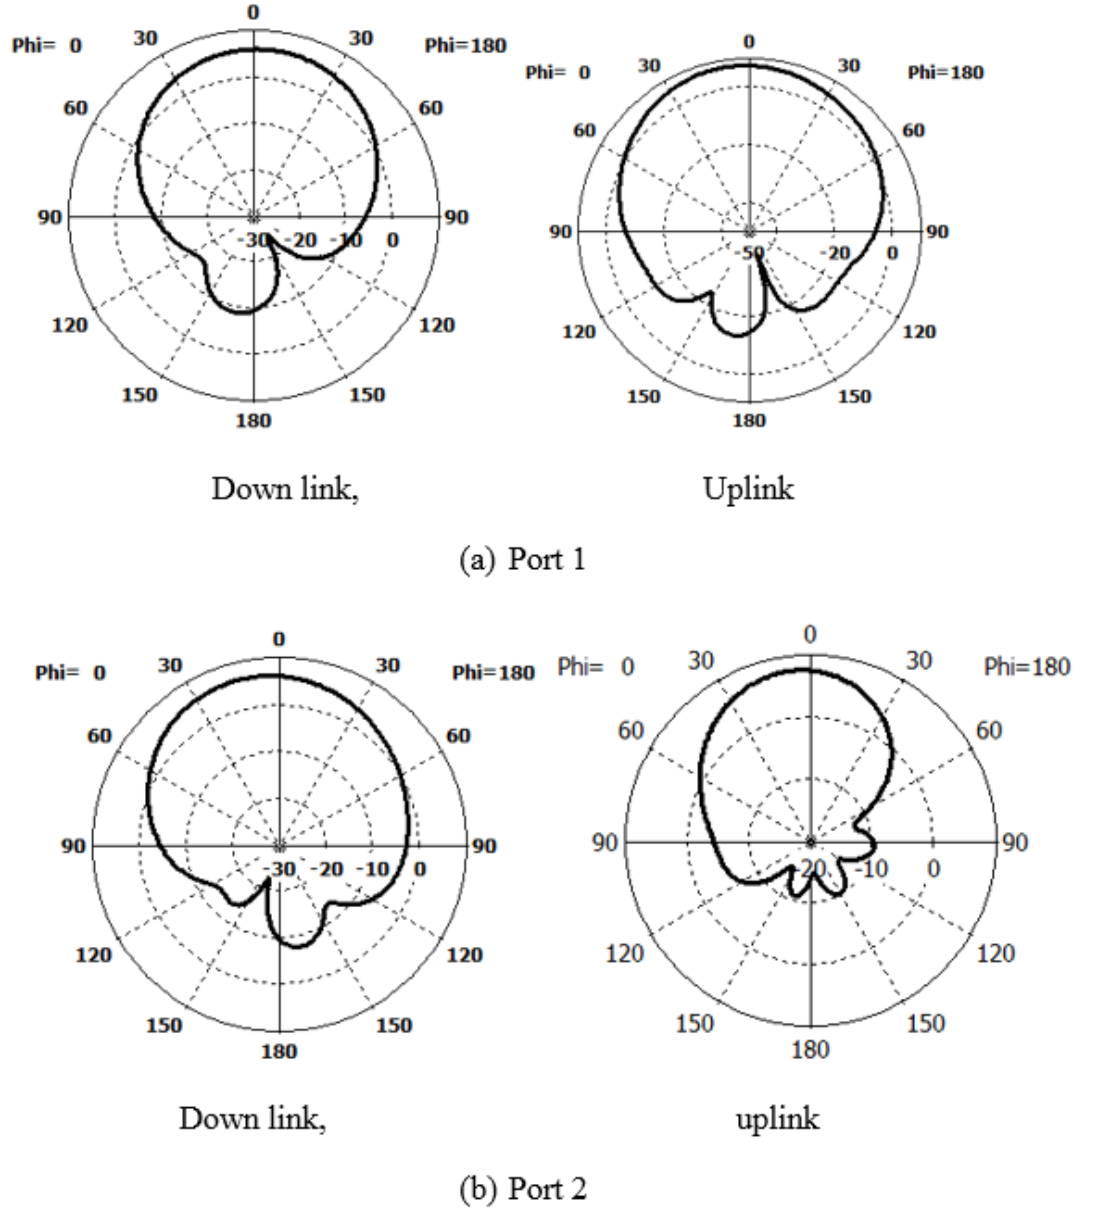 0 0
Phi= 0 30 30 Phi=180 Phi= 0 30 30 Phi=180
60 60 60 60
90 90 90 90
-30 -20 -10 0 -50 -20 0
120 120 120 120
150 150 150 150
180 180
Down link, Uplink
(a) Port 1
0 0
Phi= 0 30 30 Phi=180 Phi= 0 30 30 Phi=180
60 60 60 60
90 90 90 90
-30 -20 -10 0 -20 -10 0
120 120 120 120
150 150 150 150
180 180
Down link, uplink
(b) Port 2